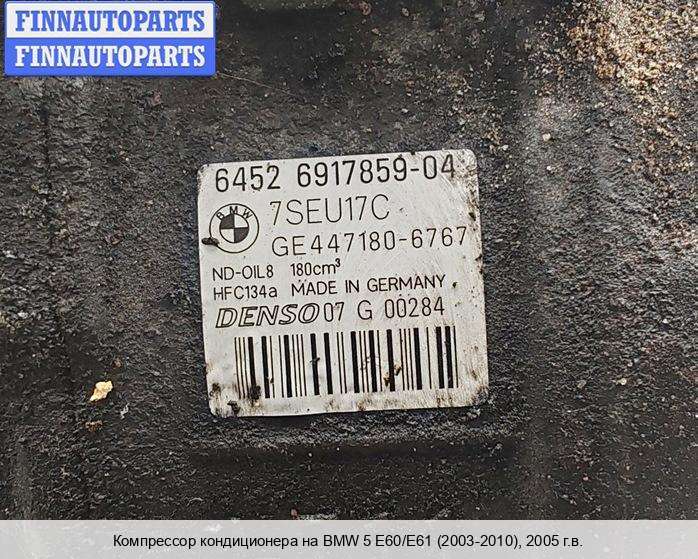 FINNAUTOPARTS
FINNAUTOPARTS
6452 6917859-04
BMW
7SEU17C
GE447180-6767
ND-OIL8 180cm³
HFC134a MADE IN GERMANY
DENSO 07 G 00284
Компрессор кондиционера на BMW 5 E60/E61 (2003-2010), 2005 г.в.